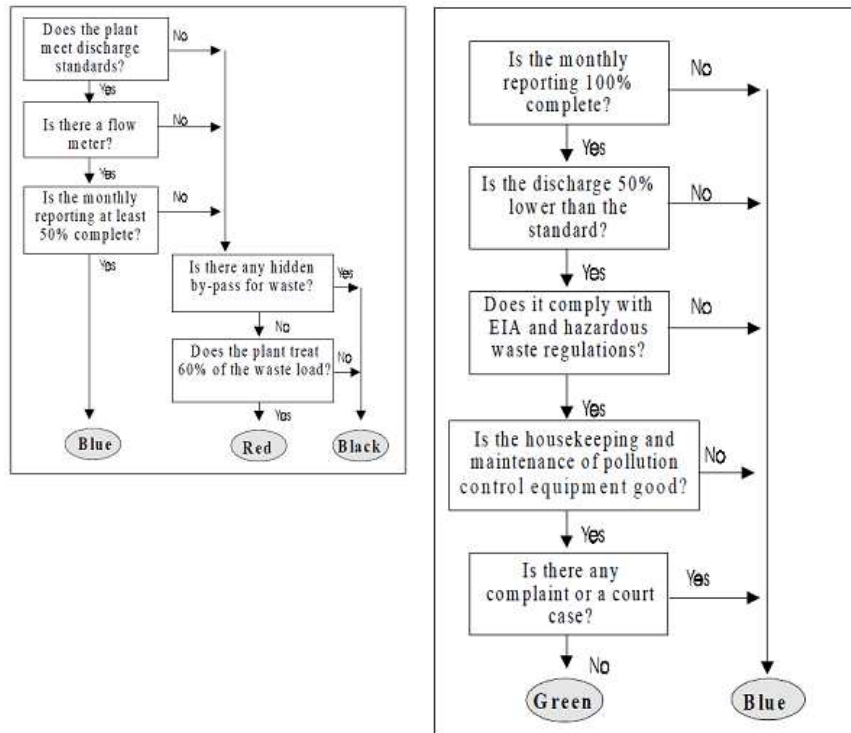 Does the plant
meet discharge
standards?
No
Yes
Is there a flow
meter?
No
Yes
Is the monthly
reporting at least
50% complete?
No
Yes
Is there any hidden
by-pass for waste?
Yes
No
Does the plant treat
60% of the waste load?
No
Yes
Blue
Red
Black
Is the monthly
reporting 100%
complete?
No
Yes
Is the discharge 50%
lower than the
standard?
No
Yes
Does it comply with
EIA and hazardous
waste regulations?
No
Yes
Is the housekeeping and
maintenance of pollution
control equipment good?
No
Yes
Is there any
complaint or a court
case?
Yes
No
Green
Blue